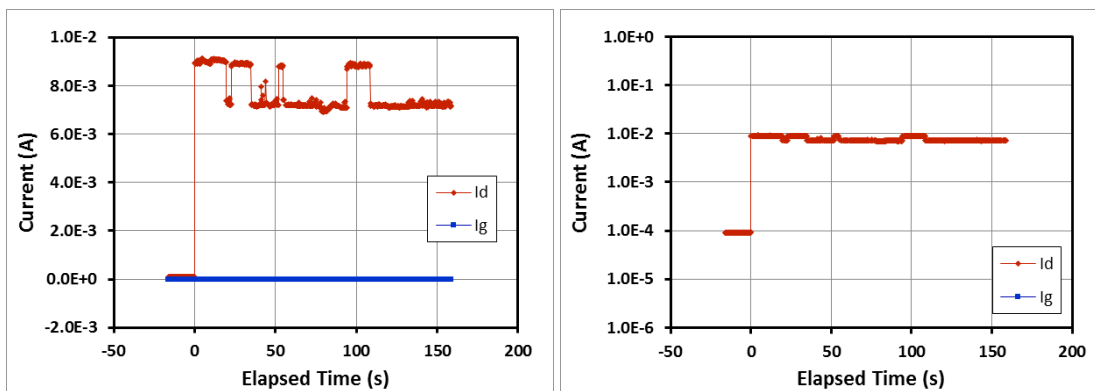 1.0E-2
8.0E-3
6.0E-3
4.0E-3
2.0E-3
0.0E+0
-2.0E-3
Current (A)
Id
Ig
-50 0 50 100 150 200
Elapsed Time (s)
1.0E+0
1.0E-1
1.0E-2
1.0E-3
1.0E-4
1.0E-5
1.0E-6
Current (A)
Id
Ig
-50 0 50 100 150 200
Elapsed Time (s)